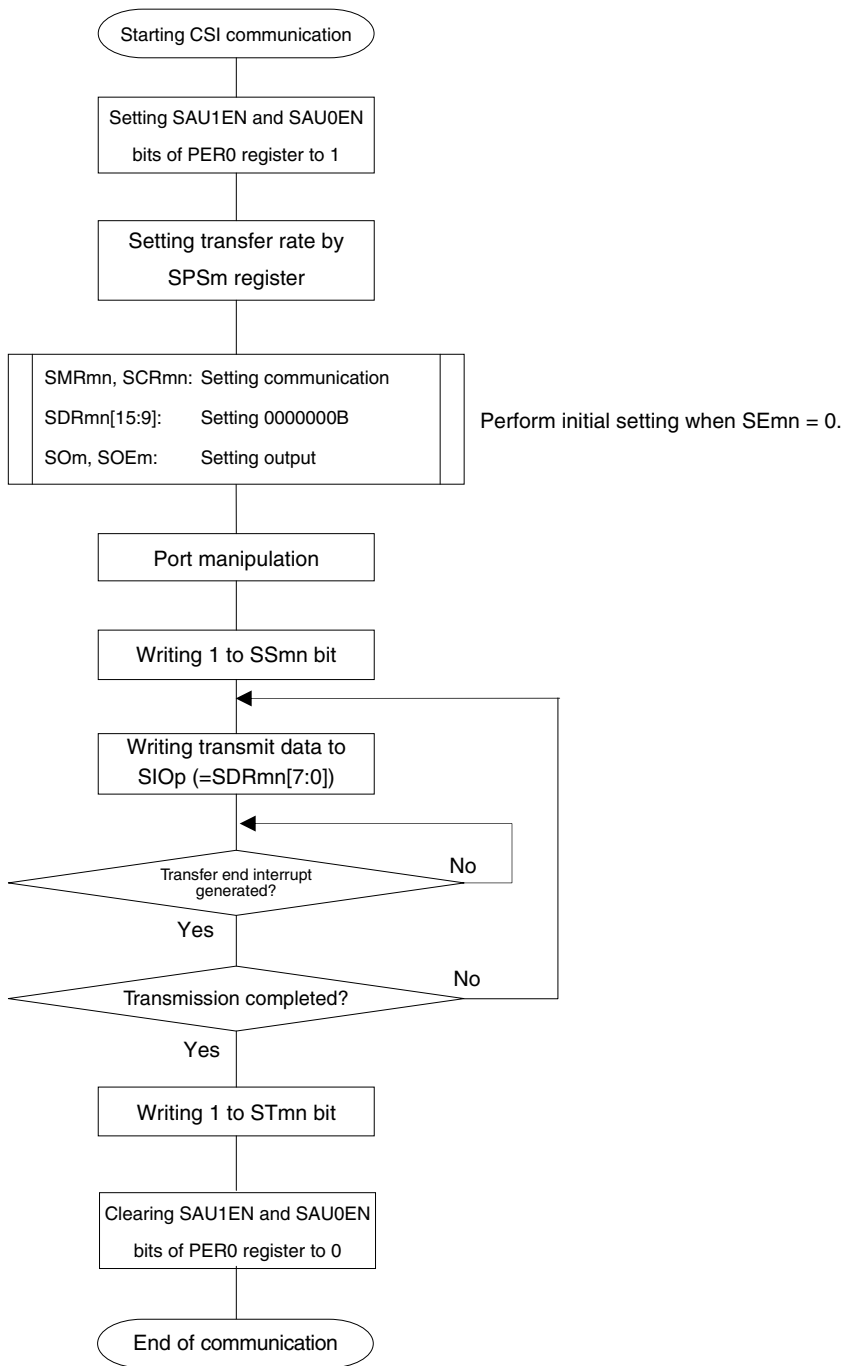 Starting CSI communication
Setting SAU1EN and SAU0EN
bits of PER0 register to 1
Setting transfer rate by
SPSm register
SMRmn, SCRmn: Setting communication
SDRmn[15:9]: Setting 0000000B
SOm, SOEm: Setting output
Perform initial setting when SEmn = 0.
Port manipulation
Writing 1 to SSmn bit
Writing transmit data to
SIOp (=SDRmn[7:0])
Transfer end interrupt
generated?
No
Yes
Transmission completed?
No
Yes
Writing 1 to STmn bit
Clearing SAU1EN and SAU0EN
bits of PER0 register to 0
End of communication